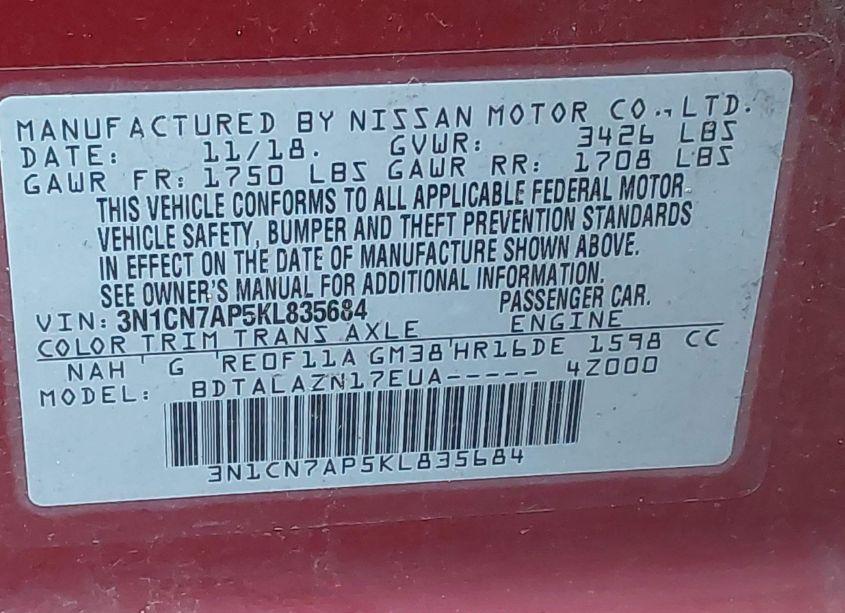 MANUFACTURED BY NISSAN MOTOR CO., LTD.
DATE: 11/18. GVWR: 3426 LBS
GAWR FR: 1750 LBS GAWR RR: 1708 LBS
THIS VEHICLE CONFORMS TO ALL APPLICABLE FEDERAL MOTOR
VEHICLE SAFETY, BUMPER AND THEFT PREVENTION STANDARDS
IN EFFECT ON THE DATE OF MANUFACTURE SHOWN ABOVE.
SEE OWNER'S MANUAL FOR ADDITIONAL INFORMATION.
VIN: 3N1CN7AP5KL835684 PASSENGER CAR.
COLOR TRIM TRANS AXLE ENGINE
NAH G RE0F11A GM38 HR16DE 1598 CC
MODEL: BDTALAZN17EUA----- 4Z000
3N1CN7AP5KL835684